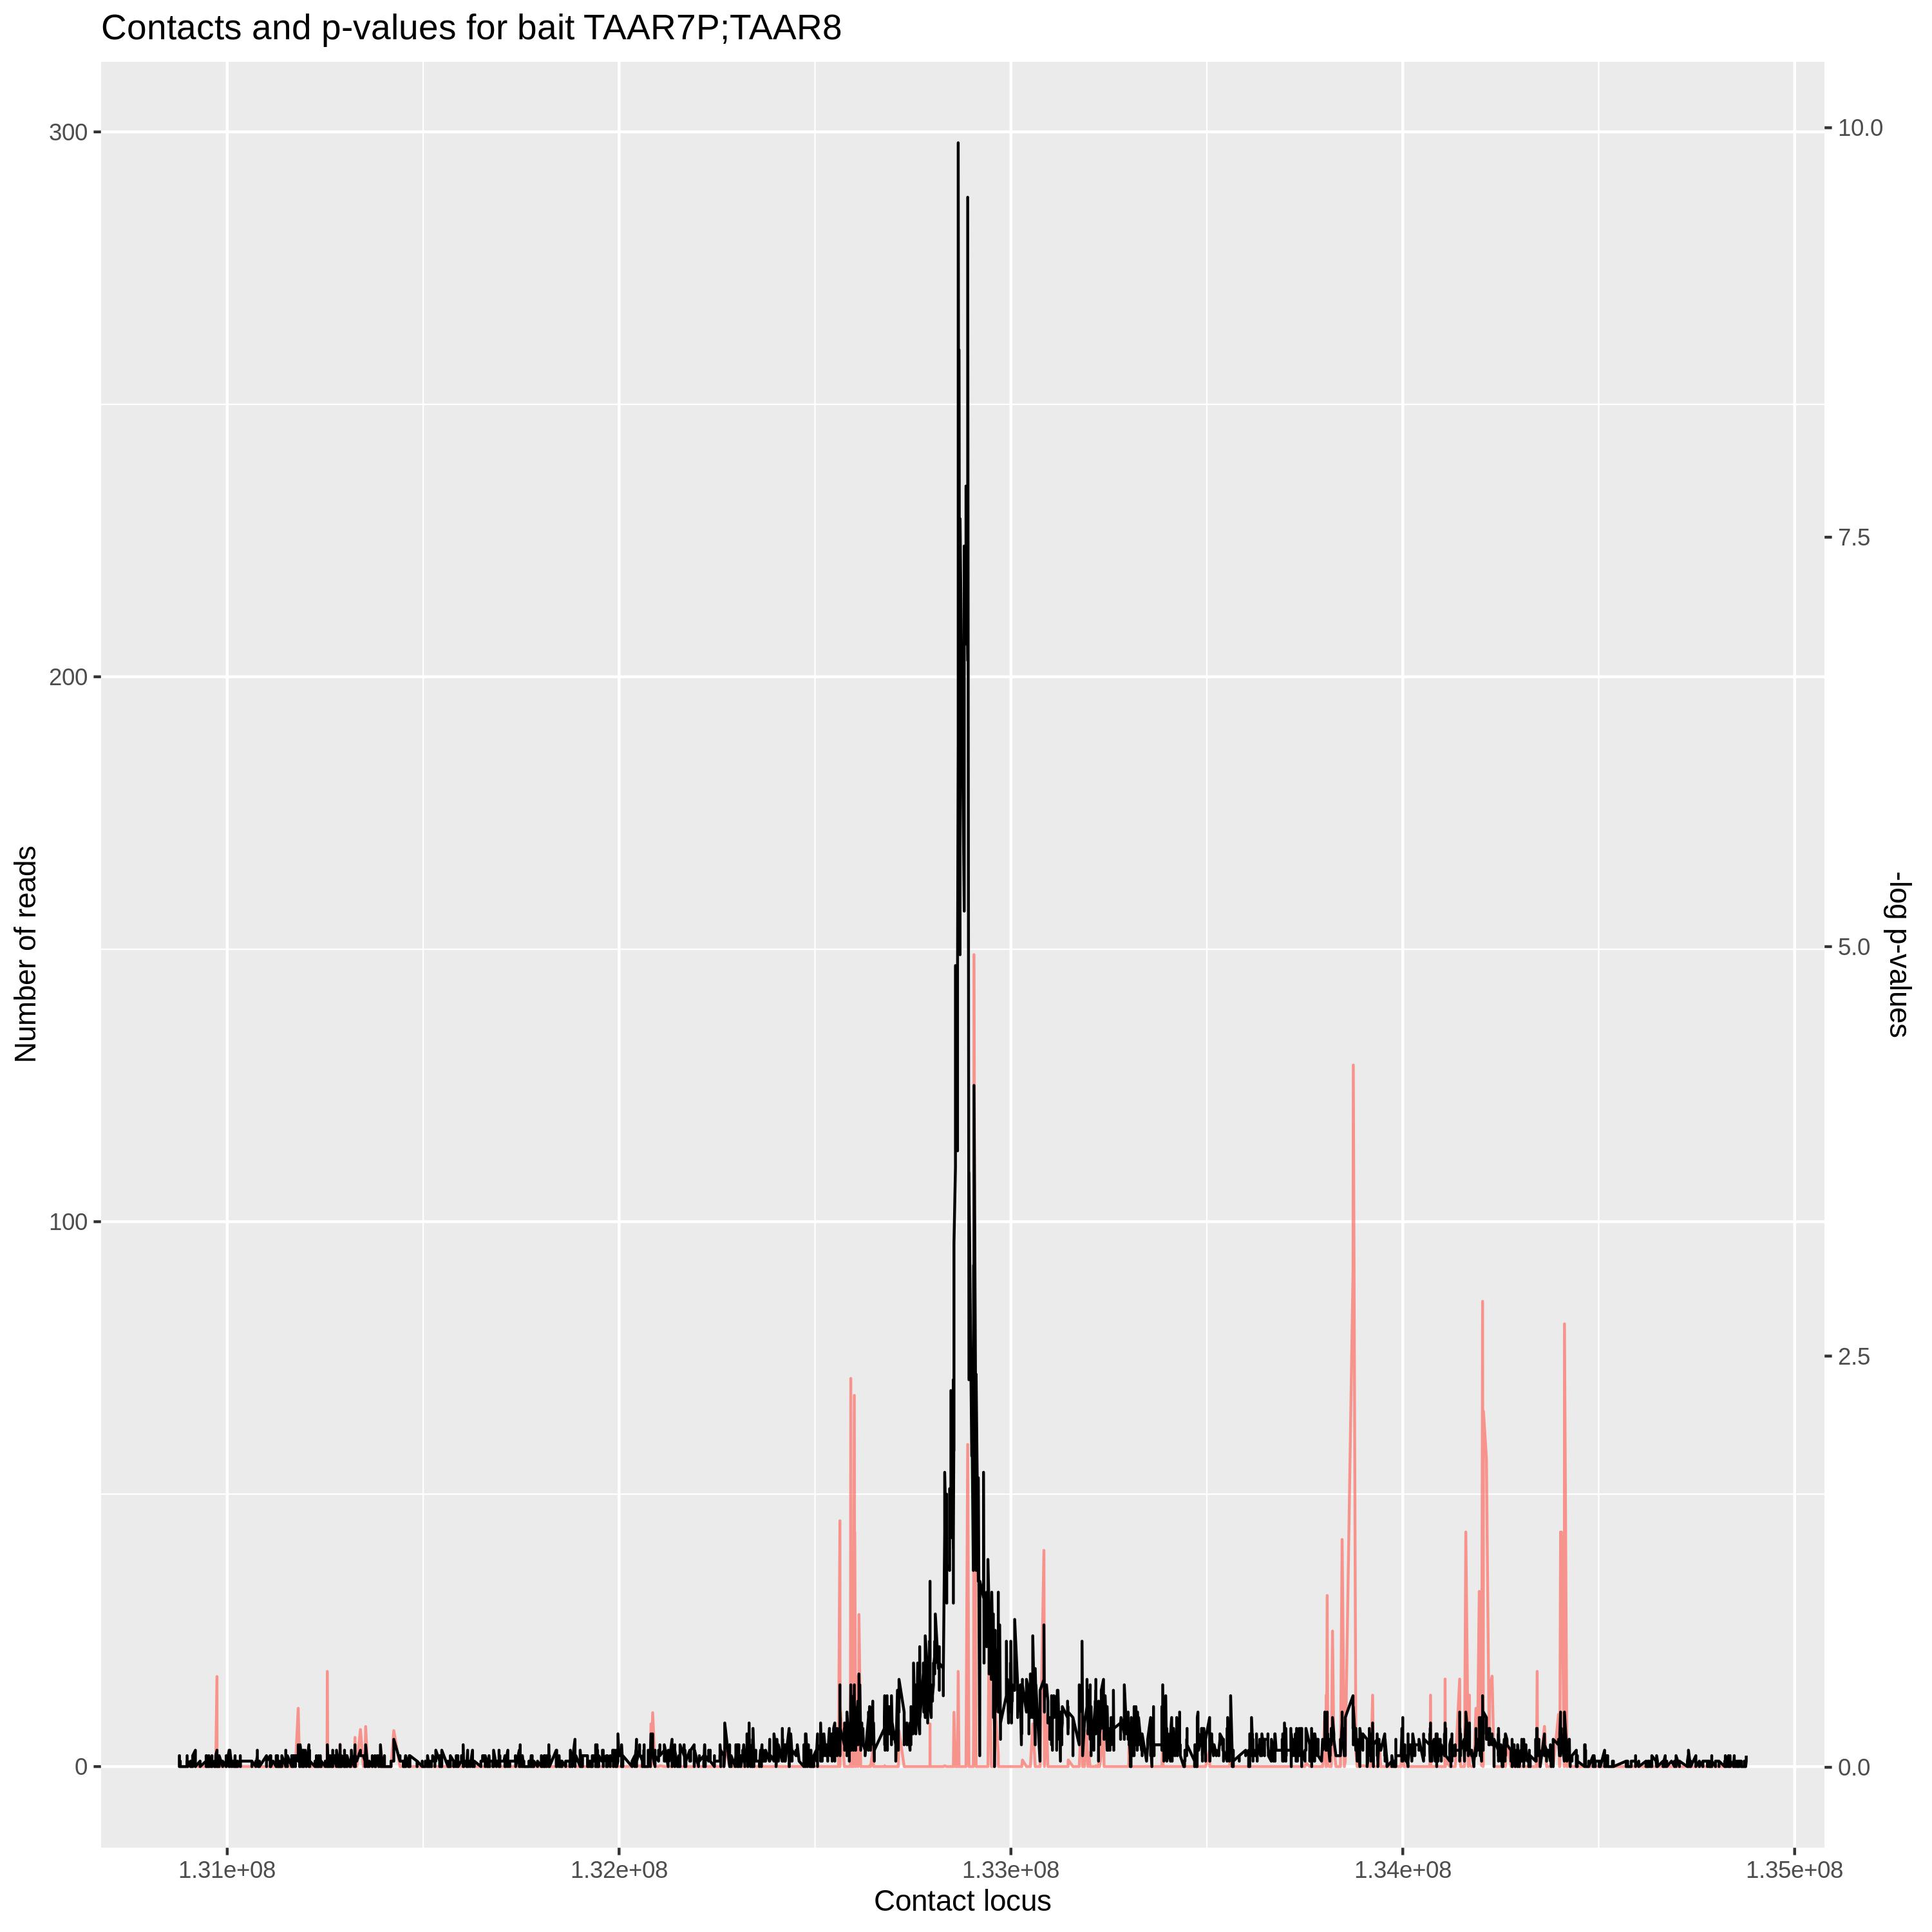 Contacts and p-values for bait TAAR7P;TAAR8
300
200
100
0
Number of reads
10.0
7.5
5.0
2.5
0.0
-log p-values
1.31e+08
1.32e+08
1.33e+08
1.34e+08
1.35e+08
Contact locus